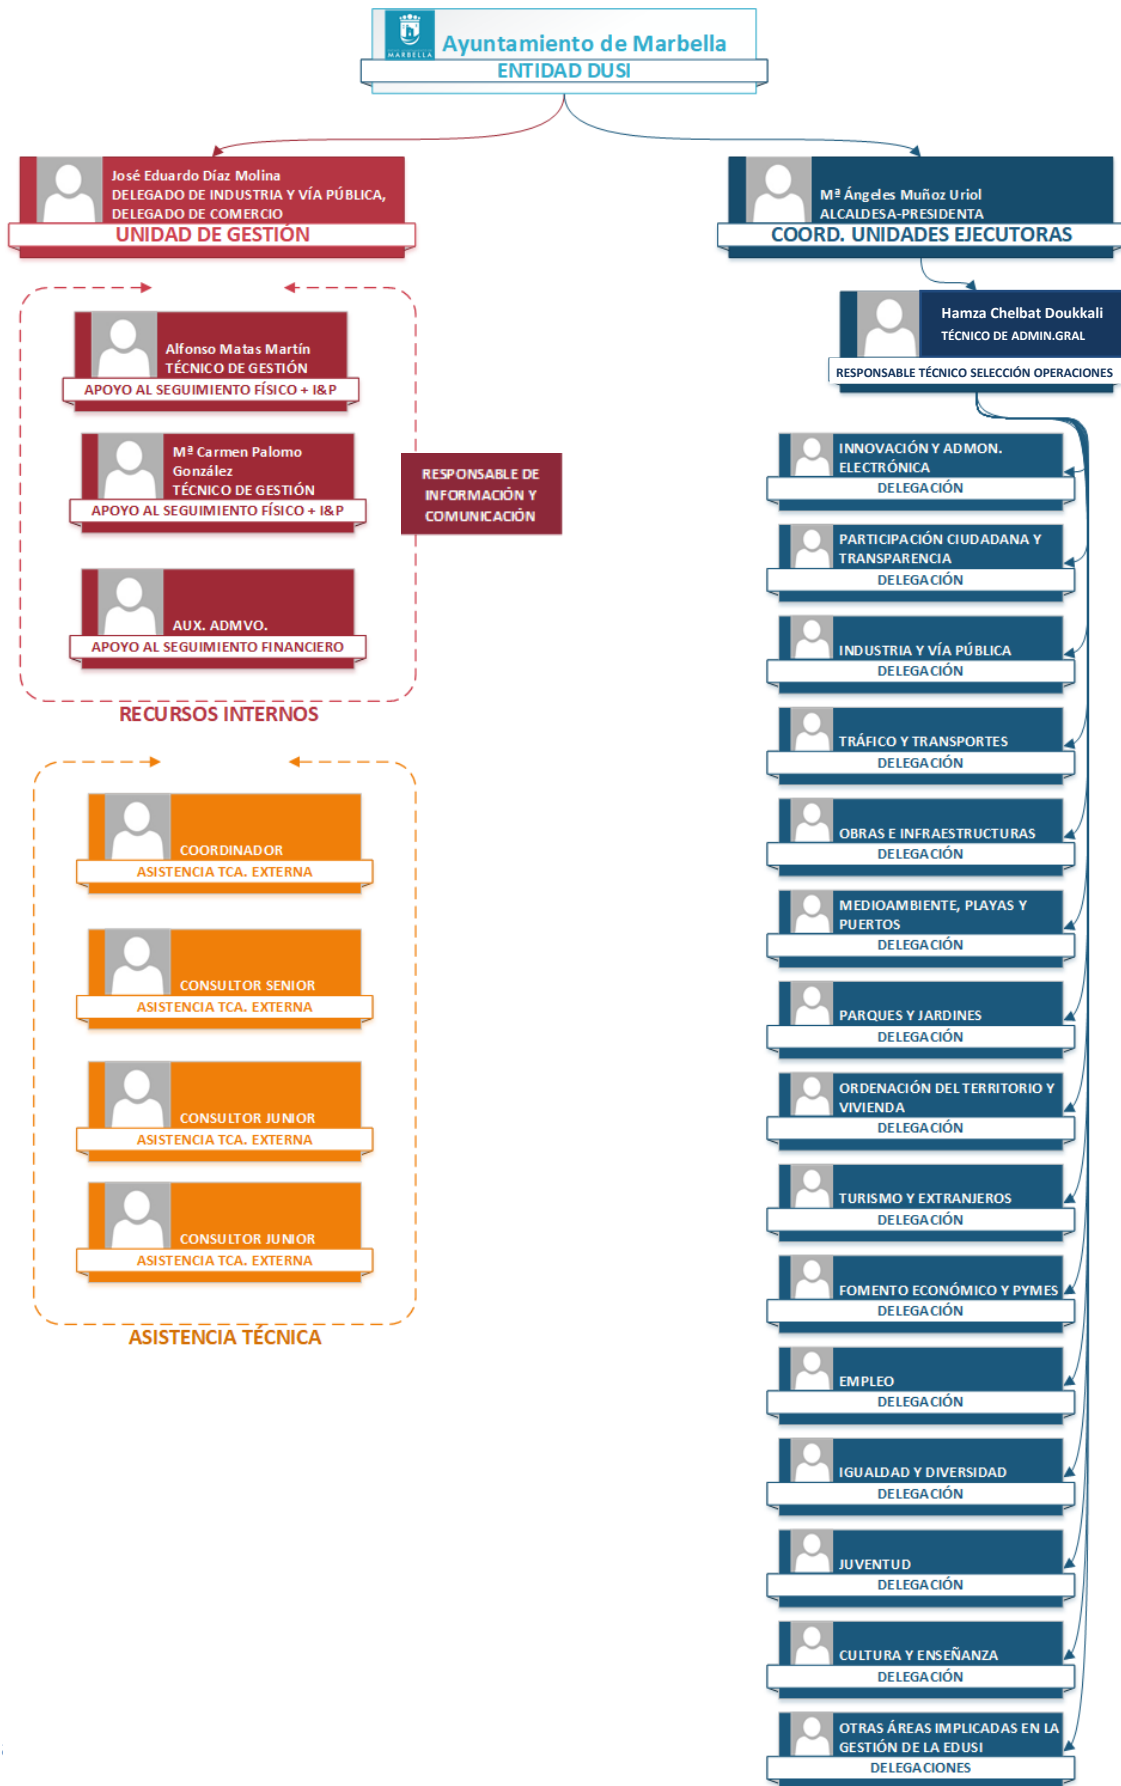 MARBELLA
Ayuntamiento de Marbella
ENTIDAD DUSI
José Eduardo Díaz Molina
DELEGADO DE INDUSTRIA Y VÍA PÚBLICA,
DELEGADO DE COMERCIO
UNIDAD DE GESTIÓN
Alfonso Matas Martín
TÉCNICO DE GESTIÓN
APOYO AL SEGUIMIENTO FÍSICO + I&P
Mª Carmen Palomo
González
TÉCNICO DE GESTIÓN
APOYO AL SEGUIMIENTO FÍSICO + I&P
RESPONSABLE DE
INFORMACIÓN Y
COMUNICACIÓN
AUX. ADMVO.
APOYO AL SEGUIMIENTO FINANCIERO
RECURSOS INTERNOS
COORDINADOR
ASISTENCIA TCA. EXTERNA
CONSULTOR SENIOR
ASISTENCIA TCA. EXTERNA
CONSULTOR JUNIOR
ASISTENCIA TCA. EXTERNA
CONSULTOR JUNIOR
ASISTENCIA TCA. EXTERNA
ASISTENCIA TÉCNICA
Mª Ángeles Muñoz Uriol
ALCALDESA-PRESIDENTA
COORD. UNIDADES EJECUTORAS
Hamza Chelbat Doukkali
TÉCNICO DE ADMIN.GRAL
RESPONSABLE TÉCNICO SELECCIÓN OPERACIONES
INNOVACIÓN Y ADMON.
ELECTRÓNICA
DELEGACIÓN
PARTICIPACIÓN CIUDADANA Y
TRANSPARENCIA
DELEGACIÓN
INDUSTRIA Y VÍA PÚBLICA
DELEGACIÓN
TRÁFICO Y TRANSPORTES
DELEGACIÓN
OBRAS E INFRAESTRUCTURAS
DELEGACIÓN
MEDIOAMBIENTE, PLAYAS Y
PUERTOS
DELEGACIÓN
PARQUES Y JARDINES
DELEGACIÓN
ORDENACIÓN DEL TERRITORIO Y
VIVIENDA
DELEGACIÓN
TURISMO Y EXTRANJEROS
DELEGACIÓN
FOMENTO ECONÓMICO Y PYMES
DELEGACIÓN
EMPLEO
DELEGACIÓN
IGUALDAD Y DIVERSIDAD
DELEGACIÓN
JUVENTUD
DELEGACIÓN
CULTURA Y ENSEÑANZA
DELEGACIÓN
OTRAS ÁREAS IMPLICADAS EN LA
GESTIÓN DE LA EDUSI
DELEGACIONES